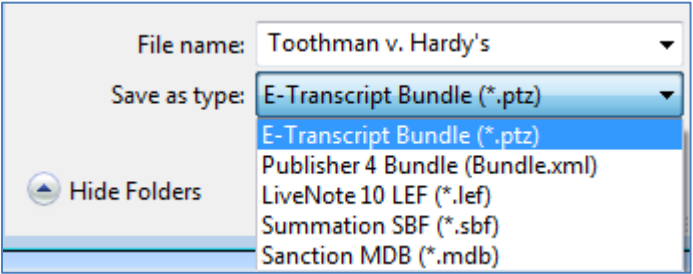 File name: Toothman v. Hardy's
Save as type: E-Transcript Bundle (*.ptz)
E-Transcript Bundle (*.ptz)
Publisher 4 Bundle (Bundle.xml)
LiveNote 10 LEF (*.lef)
Summation SBF (*.sbf)
Sanction MDB (*.mdb)
Hide Folders